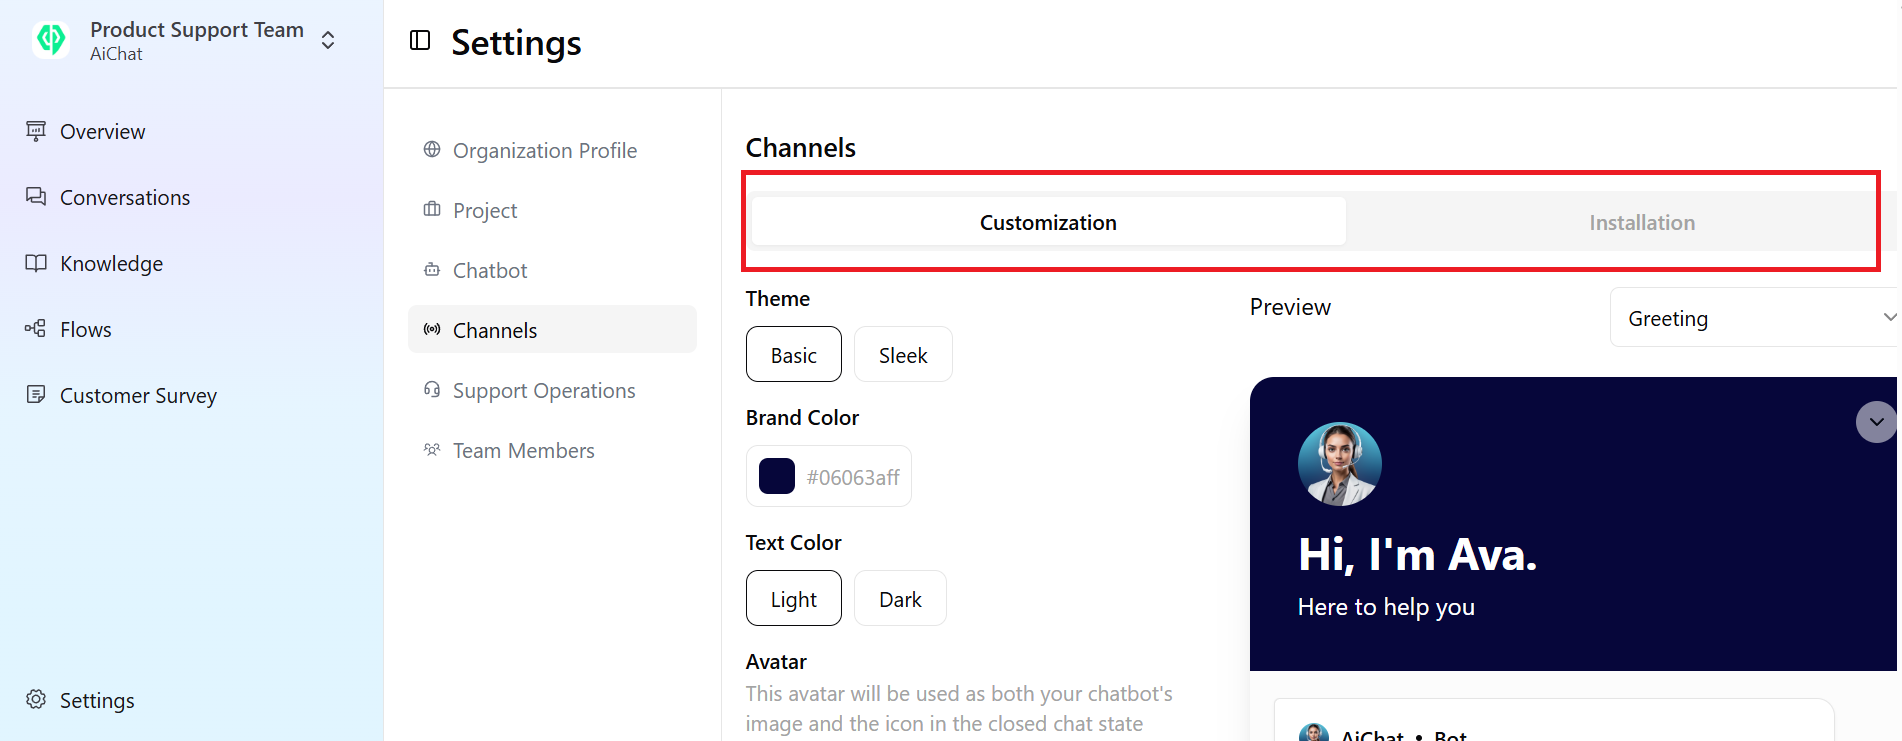 Product Support Team
AiChat
Overview
Conversations
Knowledge
Flows
Customer Survey
Settings
Settings
Organization Profile
Project
Chatbot
Channels
Support Operations
Team Members
Channels
Customization
Installation
Theme
Basic
Sleek
Brand Color
#06063aff
Text Color
Light
Dark
Avatar
This avatar will be used as both your chatbot's
image and the icon in the closed chat state
Preview
Greeting
Hi, I'm Ava.
Here to help you
AiChat • Bot